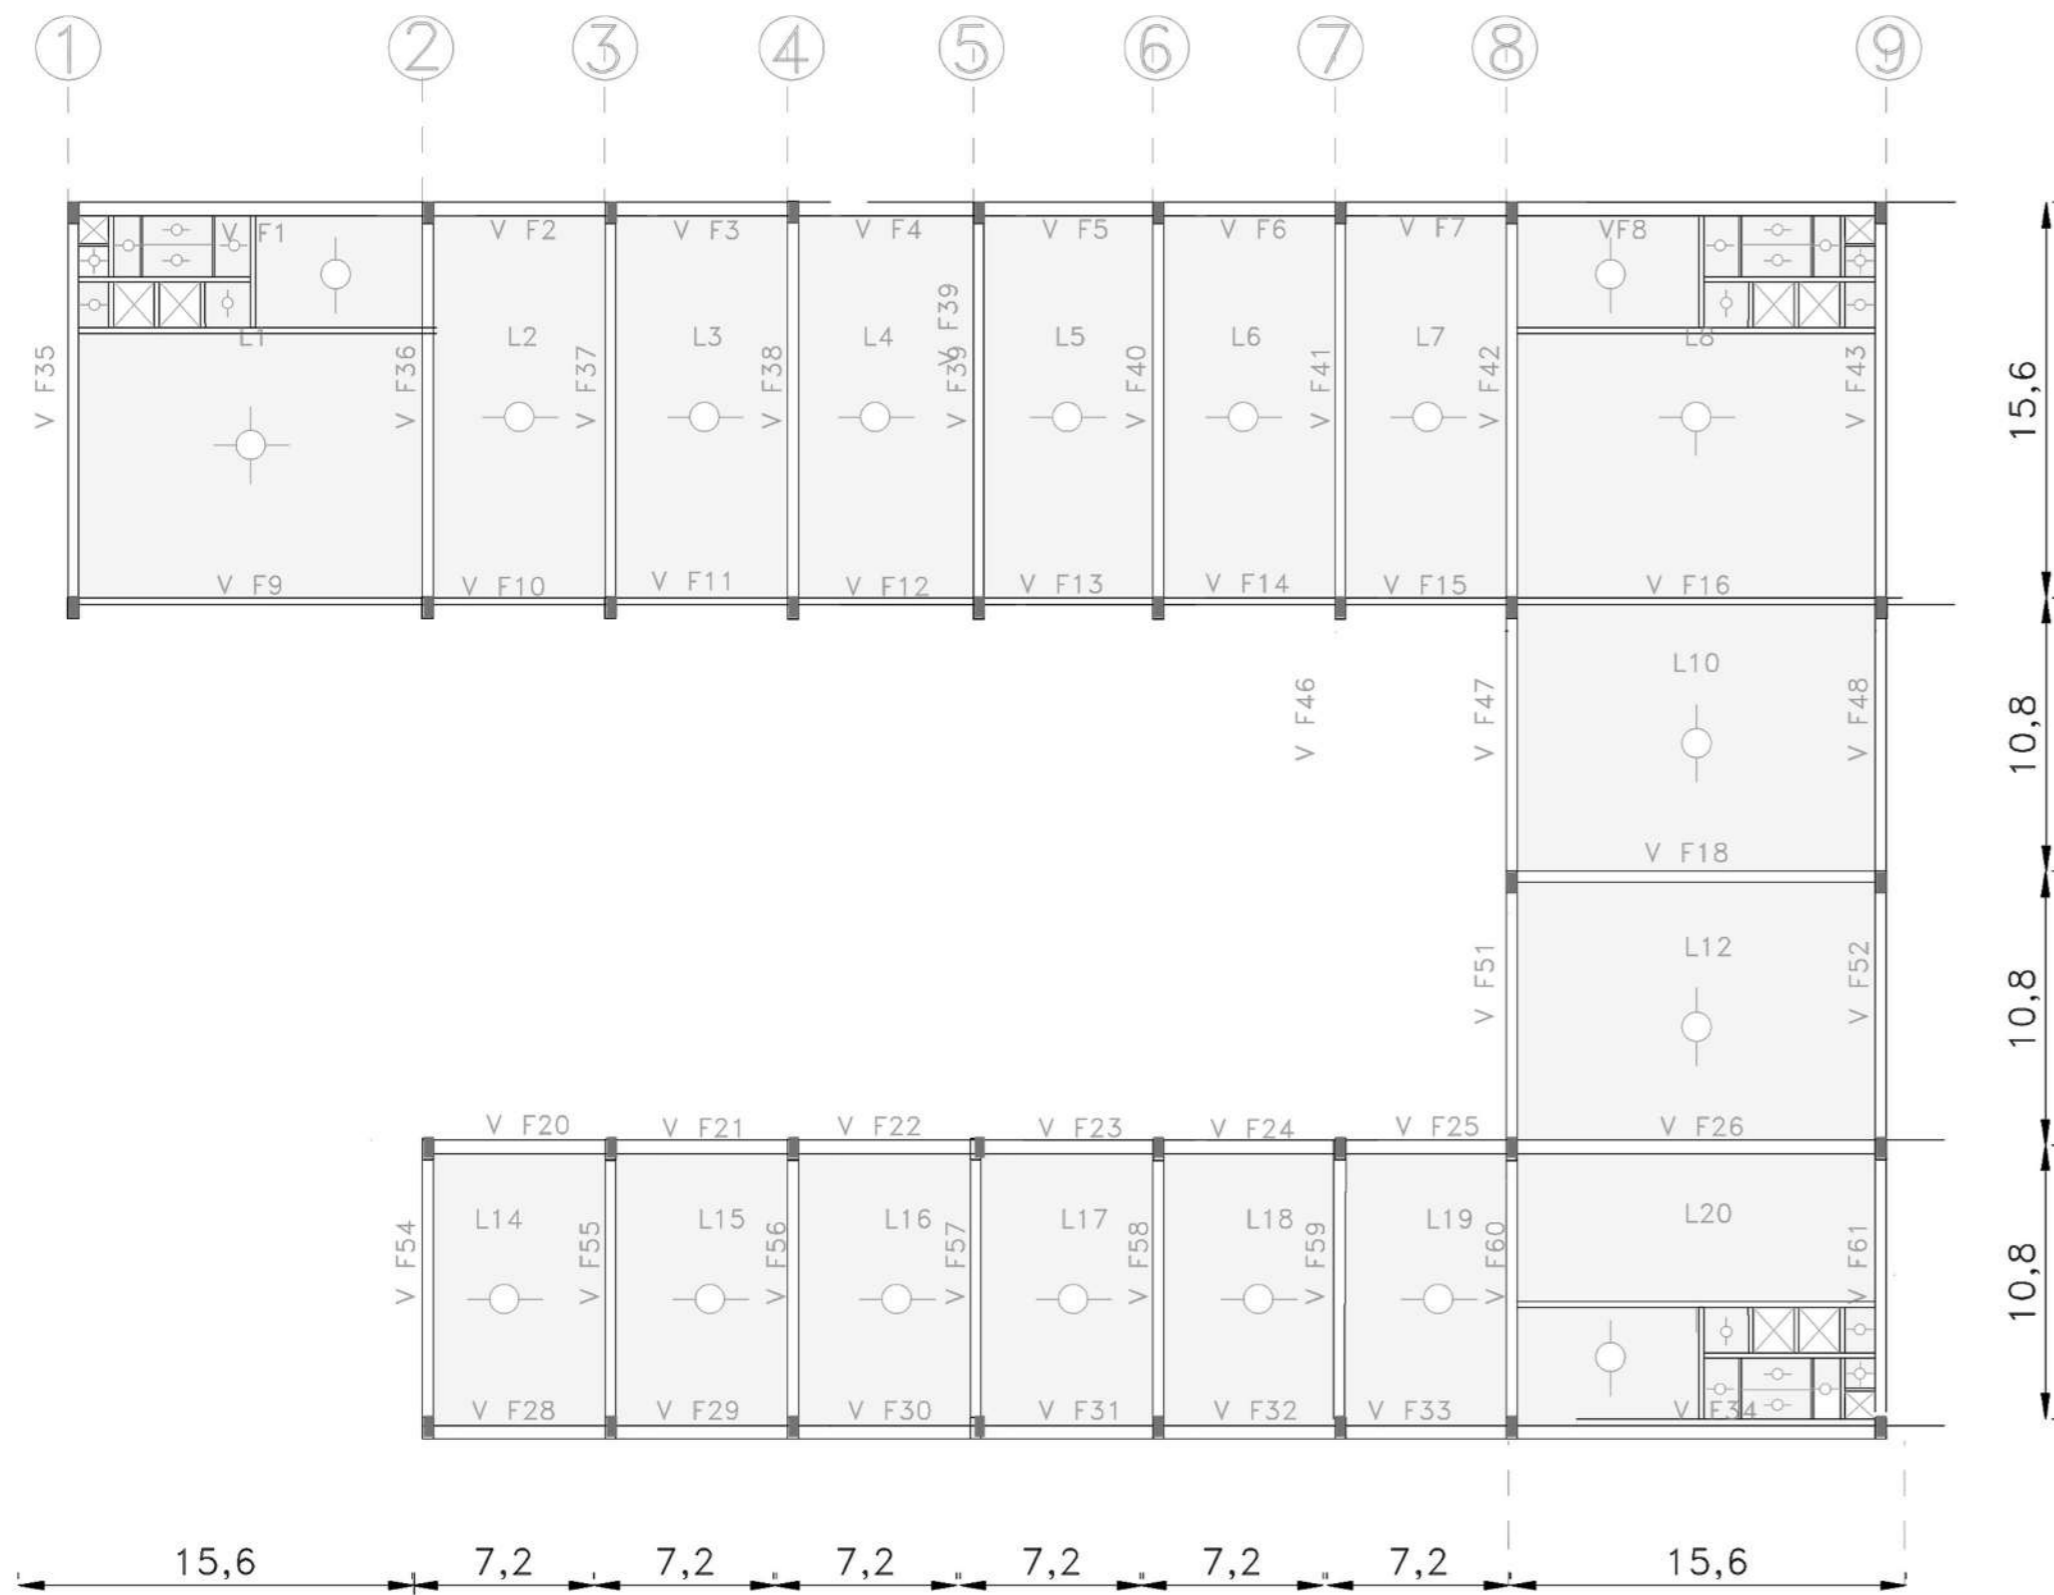 1 2 3 4 5 6 7 8 9
V F1 V F2 V F3 V F4 V F5 V F6 V F7 VF8
V F39
L1 L2 L3 L4 L5 L6 L7 L8
V F35 V F36 V F37 V F38 V F39 V F40 V F41 V F42 V F43
15,6
V F9 V F10 V F11 V F12 V F13 V F14 V F15 V F16
L10
V F46 V F47 V F48
10,8
V F18
L12
V F51 V F52
10,8
V F20 V F21 V F22 V F23 V F24 V F25 V F26
L14 L15 L16 L17 L18 L19 L20
V F54 V F55 V F56 V F57 V F58 V F59 V F60 V F61
10,8
V F28 V F29 V F30 V F31 V F32 V F33 V F34
15,6 7,2 7,2 7,2 7,2 7,2 7,2 15,6